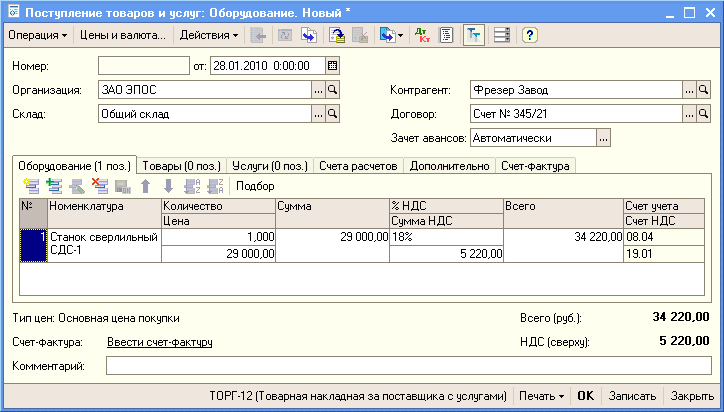 Поступление товаров и услуг: Оборудование. Новый *
Операция Цены и валюта... Действия Дт Кт Тт ?
Номер: от: 28.01.2010 0:00:00
Организация: ЗАО ЭПОС ... Контрагент: Фрезер Завод ...
Склад: Общий склад ... Договор: Счет № 345/21 ...
Зачет авансов: Автоматически ...
Оборудование (1 поз.) Товары (0 поз.) Услуги (0 поз.) Счета расчетов Дополнительно Счет-фактура
Подбор
№ Номенклатура Количество Сумма % НДС Всего Счет учета
Цена Сумма НДС Счет НДС
1 Станок сверлильный 1,000 29 000,00 18% 34 220,00 08.04
СДС-1 29 000,00 5 220,00 19.01
Тип цен: Основная цена покупки Всего (руб.): 34 220,00
Счет-фактура: Ввести счет-фактуру НДС (сверху): 5 220,00
Комментарий:
ТОРГ-12 (Товарная накладная за поставщика с услугами) Печать OK Записать Закрыть